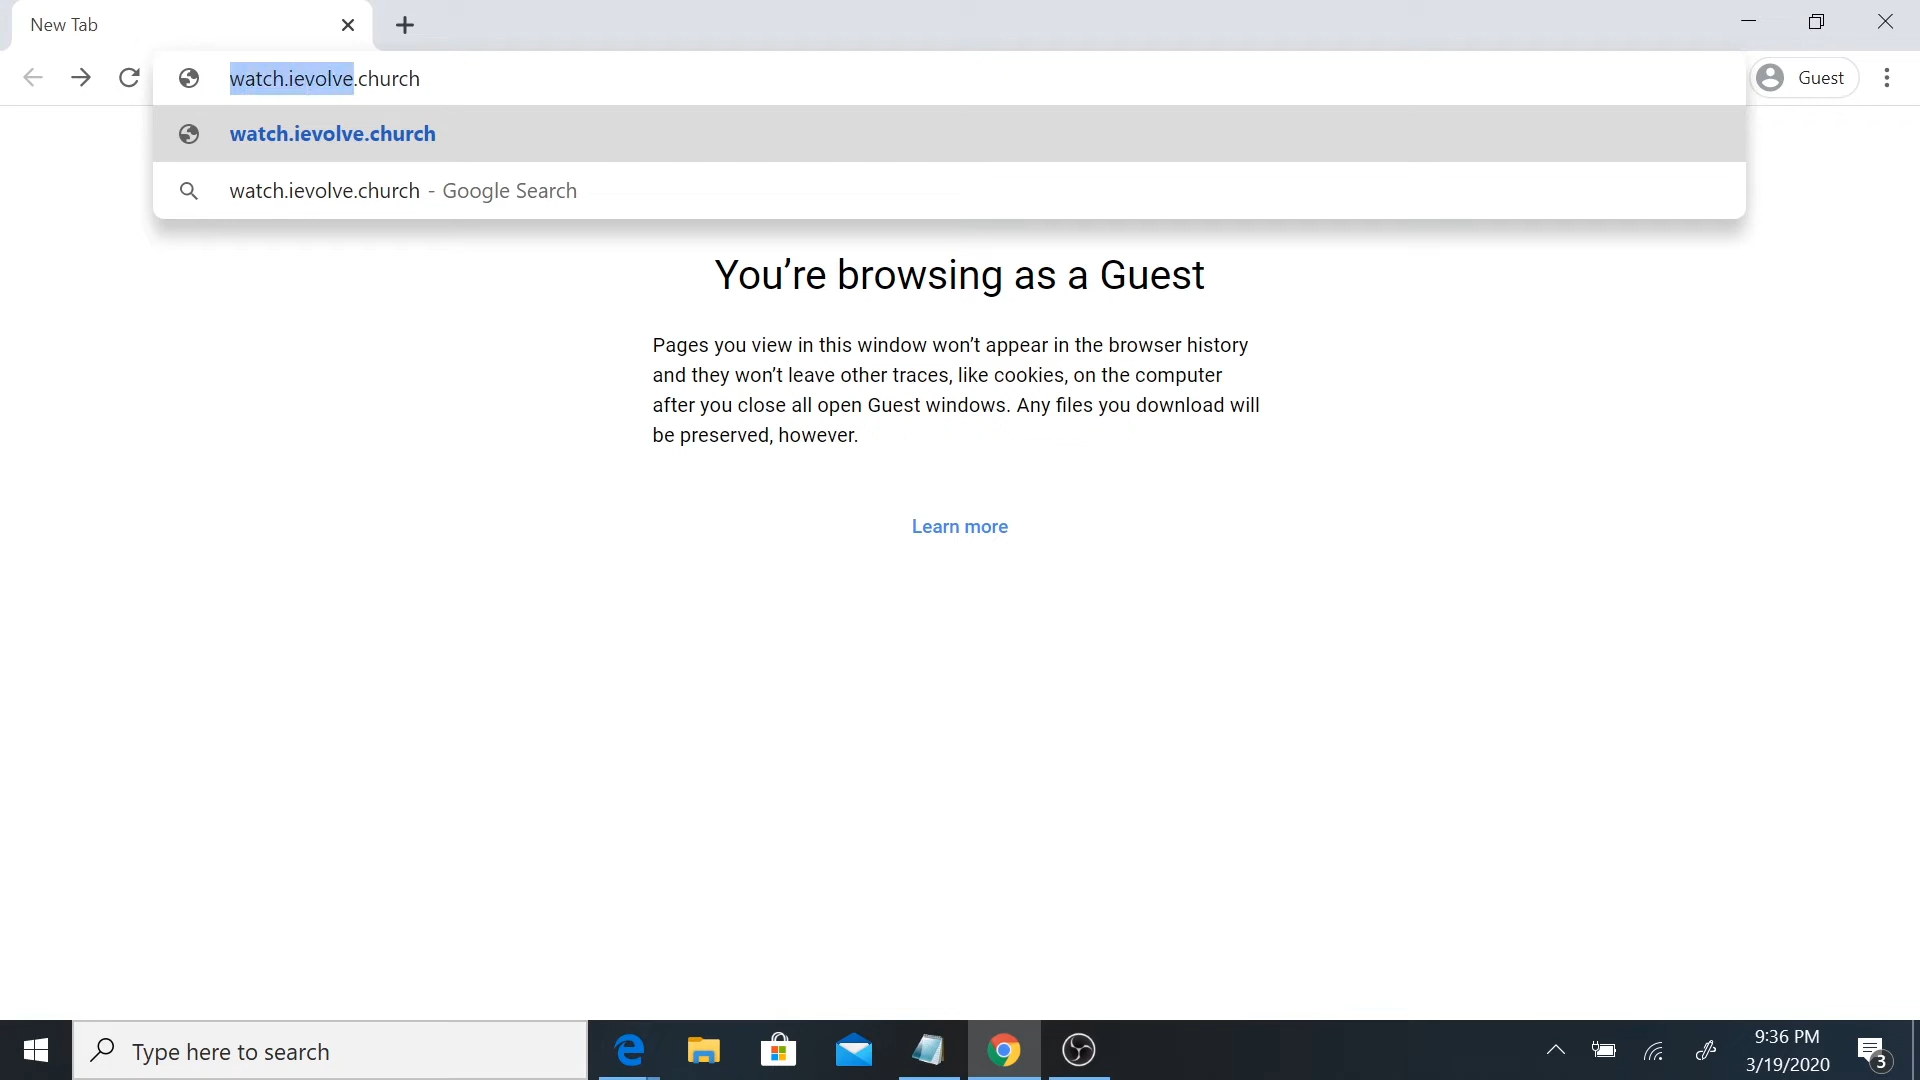 New Tab
watch.ievolve.church
Guest
watch.ievolve.church
watch.ievolve.church - Google Search
You’re browsing as a Guest
Pages you view in this window won’t appear in the browser history
and they won’t leave other traces, like cookies, on the computer
after you close all open Guest windows. Any files you download will
be preserved, however.
Learn more
Type here to search
9:36 PM
3/19/2020
3